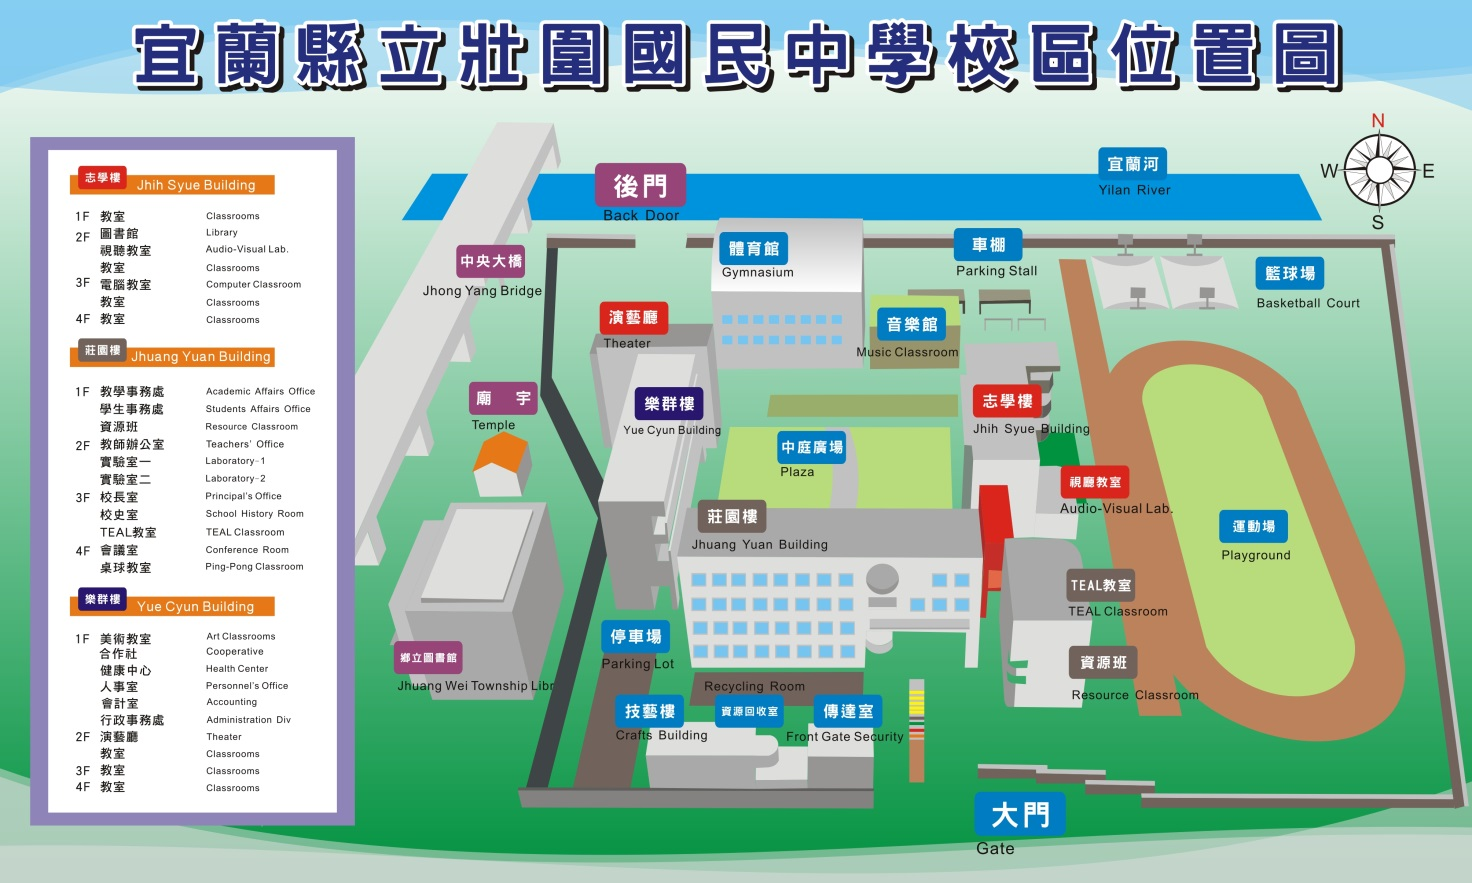 宜蘭縣立壯圍國民中學校區位置圖
志學樓 Jhih Syue Building
1F 教室 Classrooms
2F 圖書館 Library
視聽教室 Audio-Visual Lab.
教室 Classrooms
3F 電腦教室 Computer Classroom
教室 Classrooms
4F 教室 Classrooms
莊園樓 Jhuang Yuan Building
1F 教學事務處 Academic Affairs Office
學生事務處 Students Affairs Office
資源班 Resource Classroom
2F 教師辦公室 Teachers' Office
實驗室一 Laboratory-1
實驗室二 Laboratory-2
3F 校長室 Principal's Office
校史室 School History Room
TEAL教室 TEAL Classroom
4F 會議室 Conference Room
桌球教室 Ping-Pong Classroom
樂群樓 Yue Cyun Building
1F 美術教室 Art Classrooms
合作社 Cooperative
健康中心 Health Center
人事室 Personnel's Office
會計室 Accounting
行政事務處 Administration Div
2F 演藝廳 Theater
教室 Classrooms
3F 教室 Classrooms
4F 教室 Classrooms
後門
Back Door
宜蘭河
Yilan River
N
W E
S
中央大橋
Jhong Yang Bridge
體育館
Gymnasium
車棚
Parking Stall
籃球場
Basketball Court
演藝廳
Theater
音樂館
Music Classroom
廟宇
Temple
樂群樓
Yue Cyun Building
中庭廣場
Plaza
志學樓
Jhih Syue Building
視廳教室
Audio-Visual Lab.
莊園樓
Jhuang Yuan Building
運動場
Playground
TEAL教室
TEAL Classroom
停車場
Parking Lot
鄉立圖書館
Jhuang Wei Township Libr
資源班
Resource Classroom
Recycling Room
技藝樓
Crafts Building
資源回收室
傳達室
Front Gate Security
大門
Gate